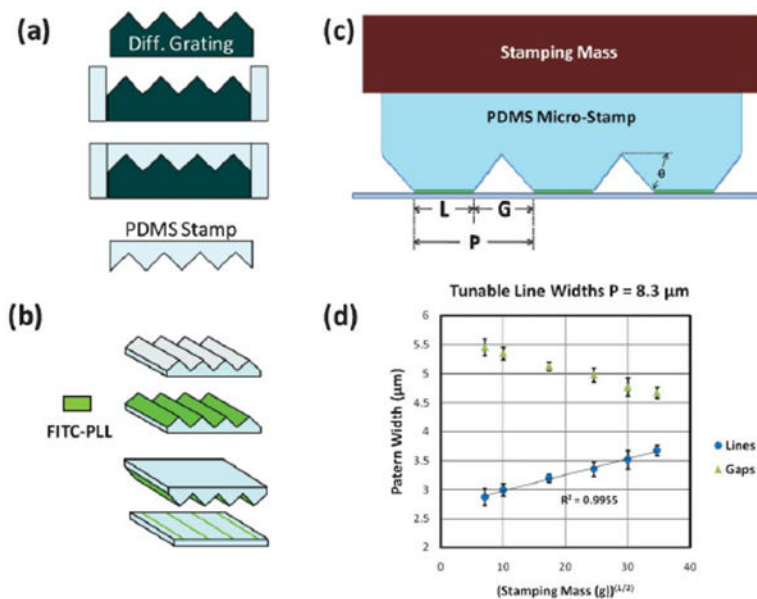 (a)
Diff. Grating
PDMS Stamp
(b)
FITC-PLL
(c)
Stamping Mass
PDMS Micro-Stamp
θ
L
G
P
(d)
Tunable Line Widths P = 8.3 µm
Patern Width (µm)
6
5.5
5
4.5
4
3.5
3
2.5
2
R² = 0.9955
Lines
Gaps
0 10 20 30 40
(Stamping Mass (g))(1/2)